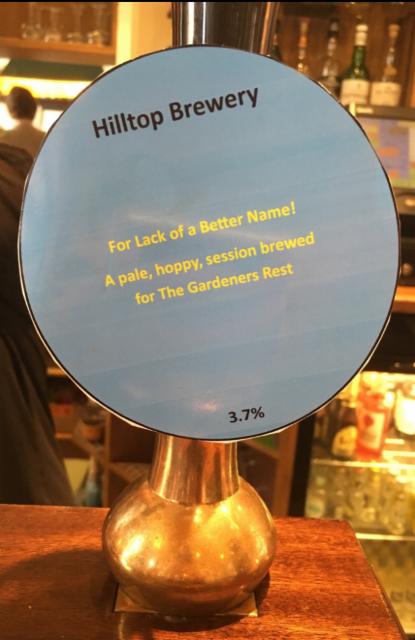 Hilltop Brewery
For Lack of a Better Name!
A pale, hoppy, session brewed
for The Gardeners Rest
3.7%